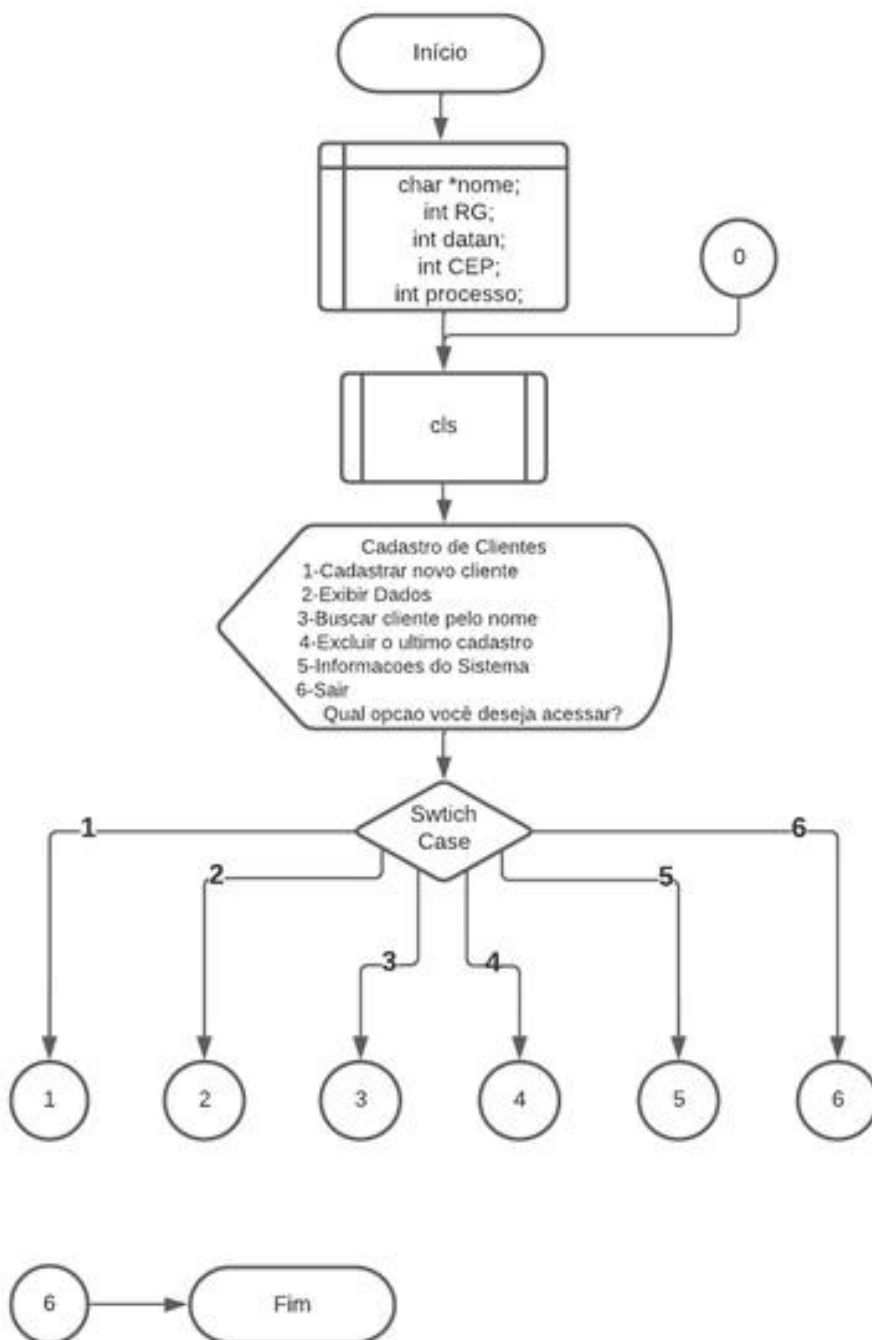 Início
char *nome;
int RG;
int datan;
int CEP;
int processo;
0
cls
Cadastro de Clientes
1-Cadastrar novo cliente
2-Exibir Dados
3-Buscar cliente pelo nome
4-Excluir o ultimo cadastro
5-Informacoes do Sistema
6-Sair
Qual opcao você deseja acessar?
Swtich
Case
1
2
3
4
5
6
1
2
3
4
5
6
6
Fim